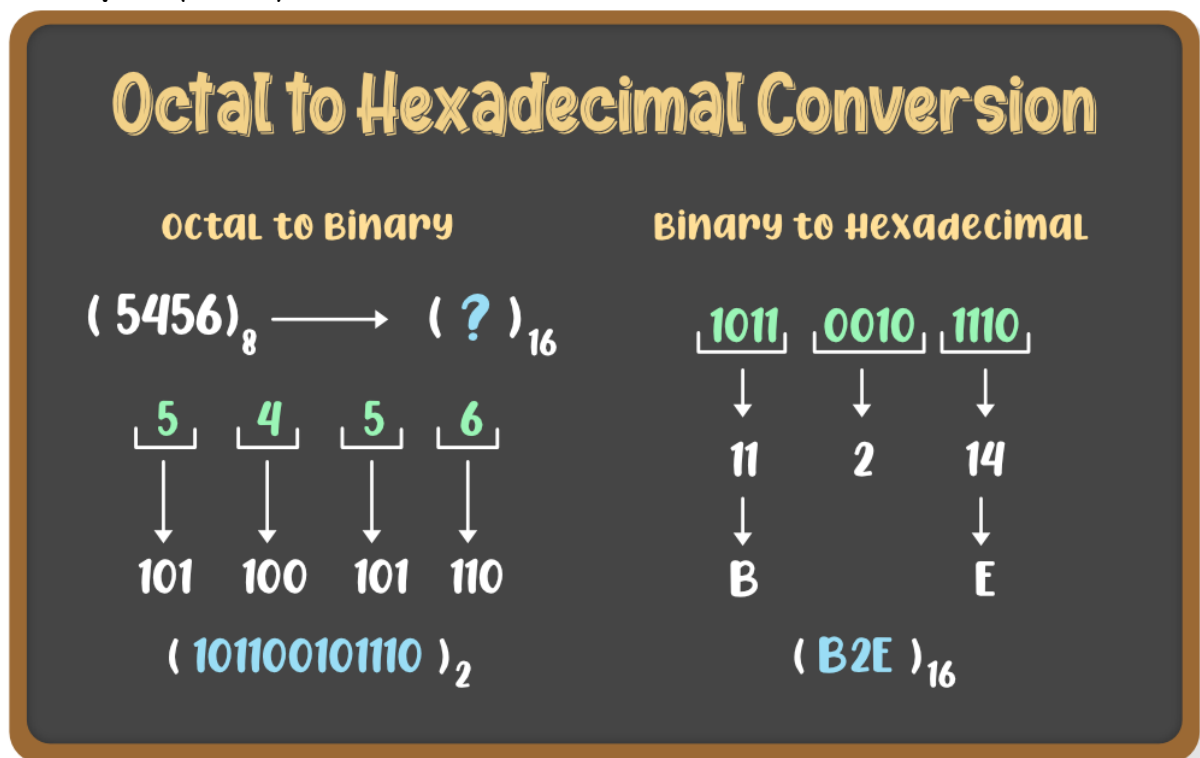 Octal to Hexadecimal Conversion
Octal to Binary
( 5456)8 ( ? )16
5 4 5 6
101 100 101 110
( 101100101110 )2
Binary to Hexadecimal
1011 0010 1110
11 2 14
B E
( B2E )16